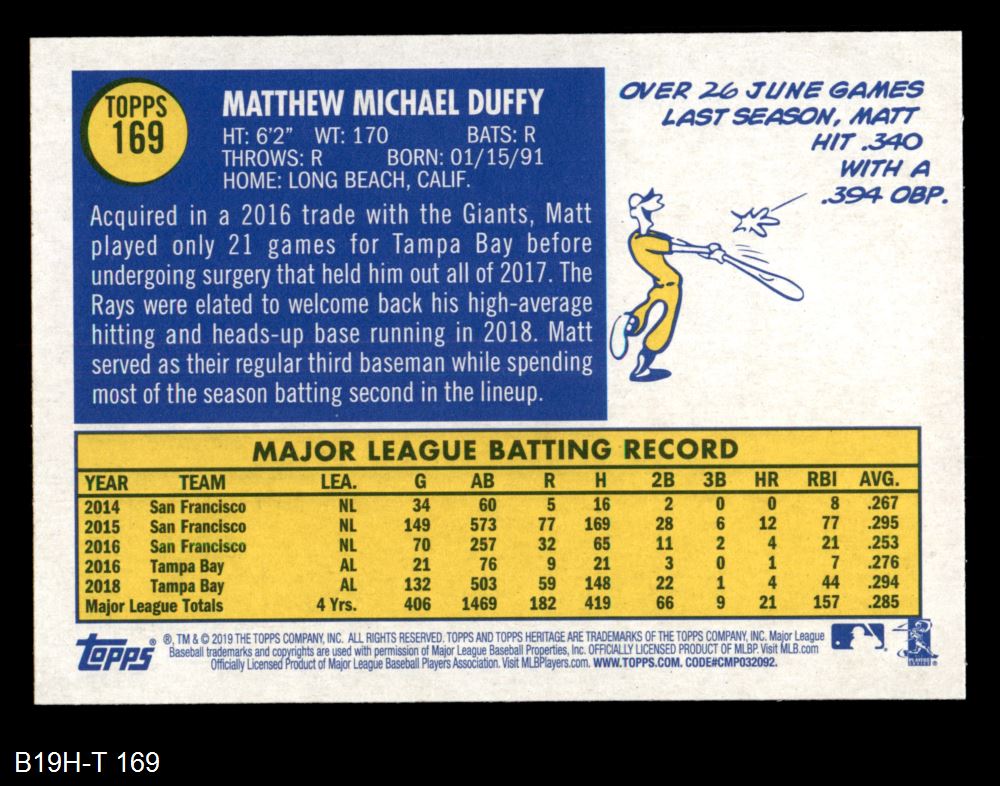 TOPPS
169
MATTHEW MICHAEL DUFFY
HT: 6'2" WT: 170 BATS: R
THROWS: R BORN: 01/15/91
HOME: LONG BEACH, CALIF.
Acquired in a 2016 trade with the Giants, Matt
played only 21 games for Tampa Bay before
undergoing surgery that held him out all of 2017. The
Rays were elated to welcome back his high-average
hitting and heads-up base running in 2018. Matt
served as their regular third baseman while spending
most of the season batting second in the lineup.
OVER 26 JUNE GAMES
LAST SEASON, MATT
HIT .340
WITH A
.394 OBP.
MAJOR LEAGUE BATTING RECORD
YEAR TEAM LEA. G AB R H 2B 3B HR RBI AVG.
2014 San Francisco NL 34 60 5 16 2 0 0 8 .267
2015 San Francisco NL 149 573 77 169 28 6 12 77 .295
2016 San Francisco NL 70 257 32 65 11 2 4 21 .253
2016 Tampa Bay AL 21 76 9 21 3 0 1 7 .276
2018 Tampa Bay AL 132 503 59 148 22 1 4 44 .294
Major League Totals 4 Yrs. 406 1469 182 419 66 9 21 157 .285
Topps ® ®, TM & © 2019 THE TOPPS COMPANY, INC. ALL RIGHTS RESERVED. TOPPS AND TOPPS HERITAGE ARE TRADEMARKS OF THE TOPPS COMPANY, INC. Major League
Baseball trademarks and copyrights are used with permission of Major League Baseball Properties, Inc. OFFICIALLY LICENSED PRODUCT OF MLBP. Visit MLB.com
Officially Licensed Product of Major League Baseball Players Association. Visit MLBPlayers.com. WWW.TOPPS.COM. CODE#CMP032092.
B19H-T 169